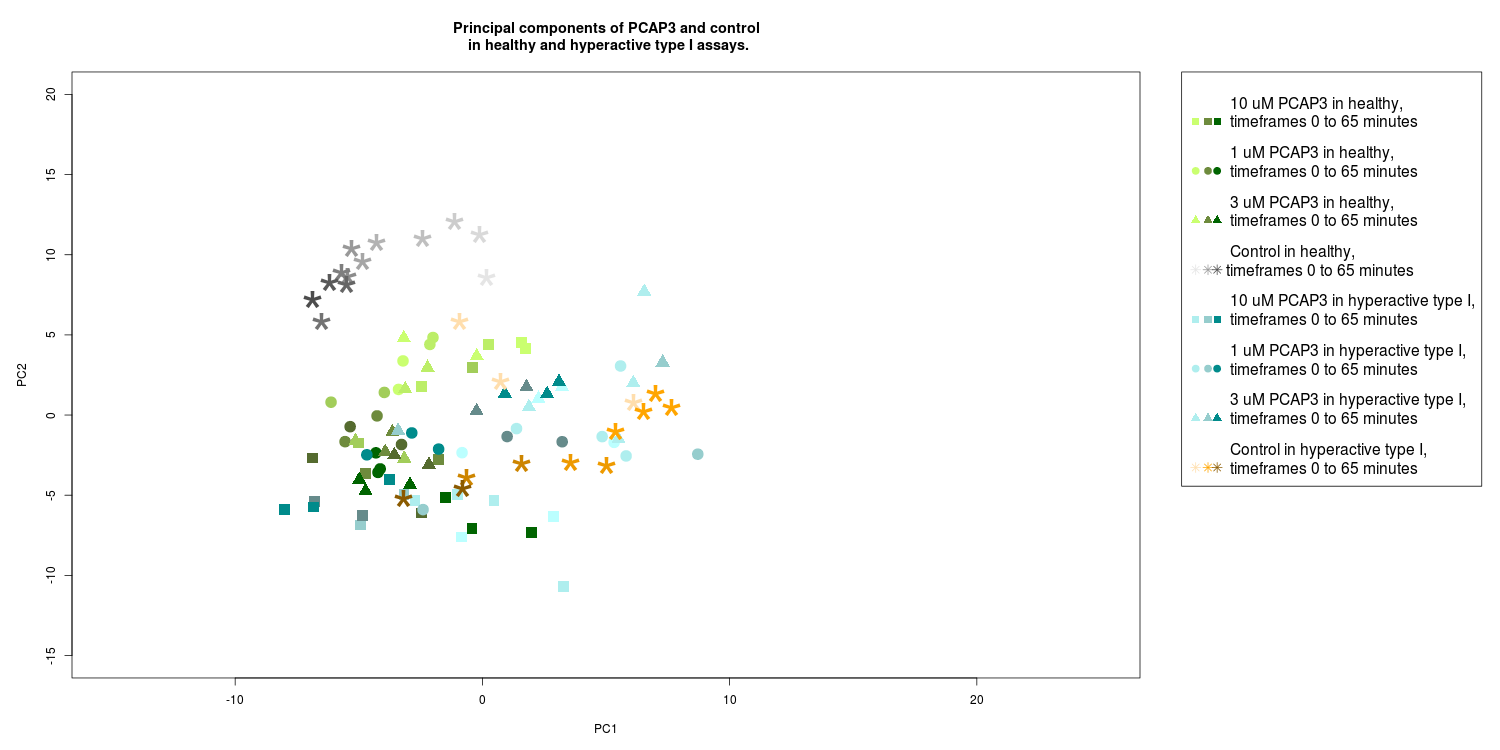 Principal components of PCAP3 and control
in healthy and hyperactive type I assays.
20
15
10
5
0
-5
-10
-15
PC2
-10
0
10
20
PC1
10 uM PCAP3 in healthy,
timeframes 0 to 65 minutes
1 uM PCAP3 in healthy,
timeframes 0 to 65 minutes
3 uM PCAP3 in healthy,
timeframes 0 to 65 minutes
Control in healthy,
timeframes 0 to 65 minutes
10 uM PCAP3 in hyperactive type I,
timeframes 0 to 65 minutes
1 uM PCAP3 in hyperactive type I,
timeframes 0 to 65 minutes
3 uM PCAP3 in hyperactive type I,
timeframes 0 to 65 minutes
Control in hyperactive type I,
timeframes 0 to 65 minutes